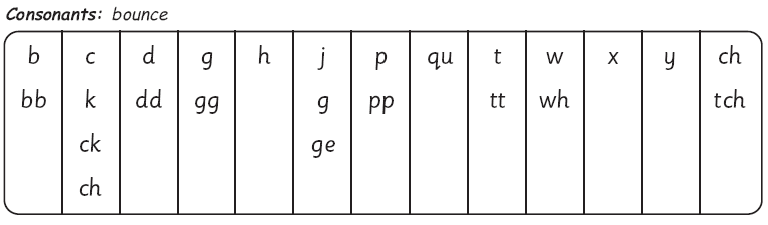 Consonants: bounce
b c d g h j p qu t w x y ch
bb k dd gg g pp tt wh tch
ck ge
ch